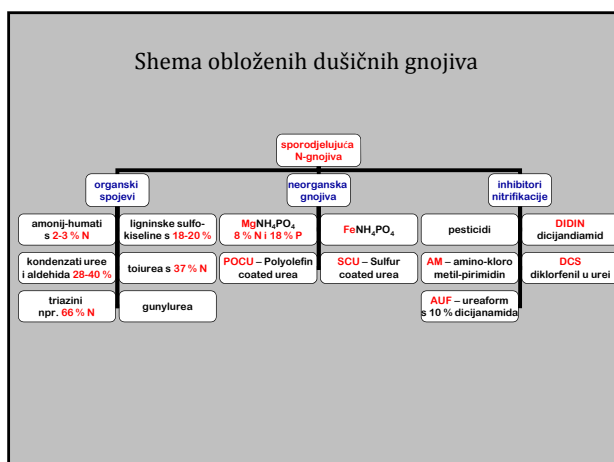 Shema obloženih dušičnih gnojiva
sporodjelujuća
N-gnojiva
organski
spojevi
neorganska
gnojiva
inhibitori
nitrifikacije
amonij-humati
s 2-3 % N
ligninske sulfo-
kiseline s 18-20 %
MgNH₄PO₄
8 % N i 18 % P
FeNH₄PO₄
pesticidi
DIDIN
dicijandiamid
kondenzati uree
i aldehida 28-40 %
toiurea s 37 % N
POCU – Polyolefin
coated urea
SCU – Sulfur
coated urea
AM – amino-kloro
metil-pirimidin
DCS
diklorfenil u urei
triazini
npr. 66 % N
gunylurea
AUF – ureaform
s 10 % dicijanamida